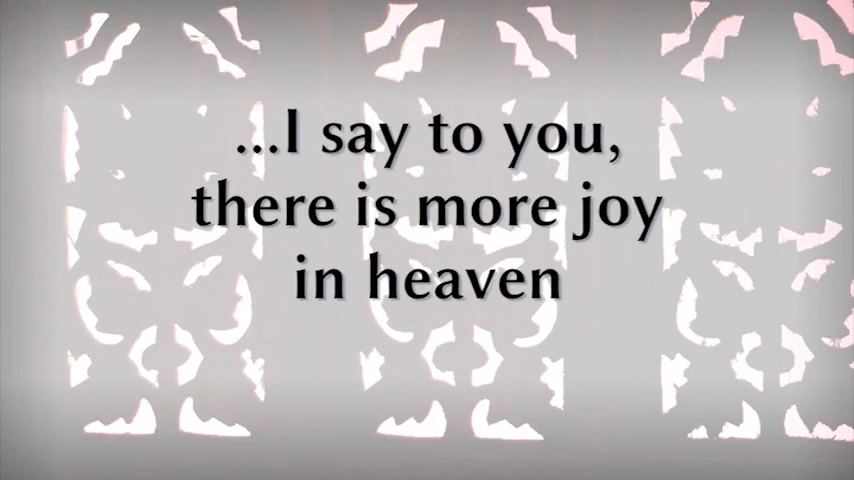 ...I say to you,
there is more joy
in heaven